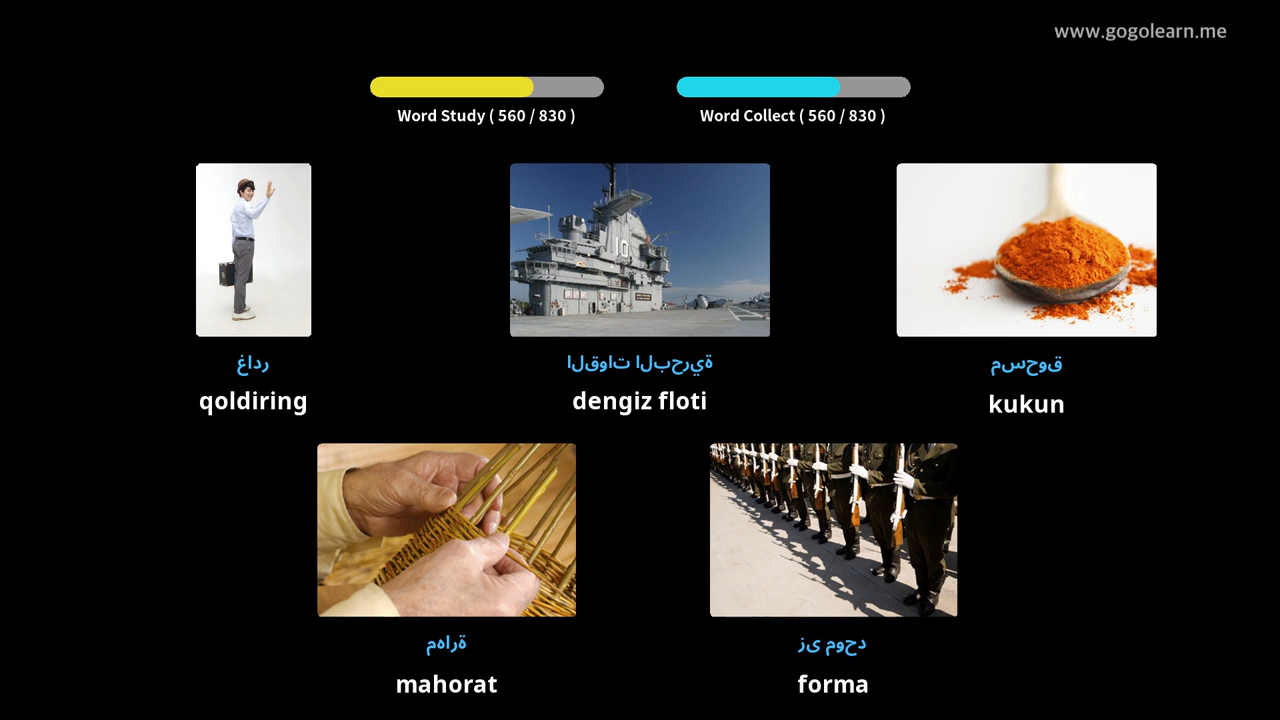 www.gogolearn.me
Word Study ( 560 / 830 )
Word Collect ( 560 / 830 )
غادر
القوات البحرية
مسحوق
qoldiring
dengiz floti
kukun
مهارة
زى موحد
mahorat
forma